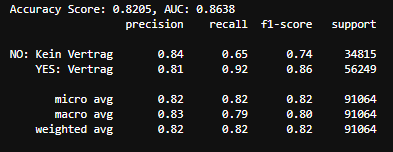 Accuracy Score: 0.8205, AUC: 0.8638
precision recall f1-score support
NO: Kein Vertrag 0.84 0.65 0.74 34815
YES: Vertrag 0.81 0.92 0.86 56249
micro avg 0.82 0.82 0.82 91064
macro avg 0.83 0.79 0.80 91064
weighted avg 0.82 0.82 0.82 91064